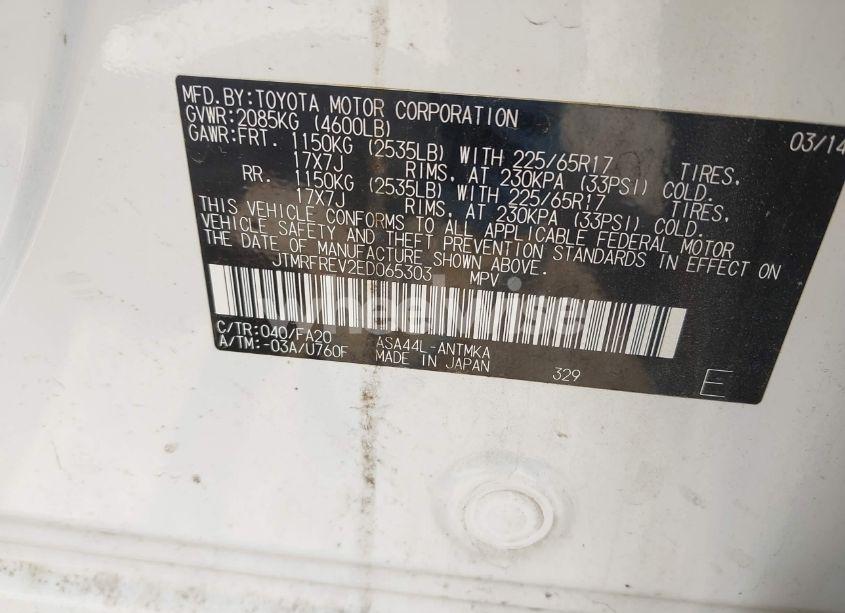 MFD.BY:TOYOTA MOTOR CORPORATION 03/14
GVWR:2085KG (4600LB)
GAWR:FRT. 1150KG (2535LB) WITH 225/65R17 TIRES,
17X7J RIMS, AT 230KPA (33PSI) COLD.
RR. 1150KG (2535LB) WITH 225/65R17 TIRES,
17X7J RIMS, AT 230KPA (33PSI) COLD.
THIS VEHICLE CONFORMS TO ALL APPLICABLE FEDERAL MOTOR
VEHICLE SAFETY AND THEFT PREVENTION STANDARDS IN EFFECT ON
THE DATE OF MANUFACTURE SHOWN ABOVE.
JTMRFREV2ED065303 MPV
wheelwise
C/TR:040/FA20 ASA44L-ANTMKA
A/TM:-03A/U760F MADE IN JAPAN 329 E